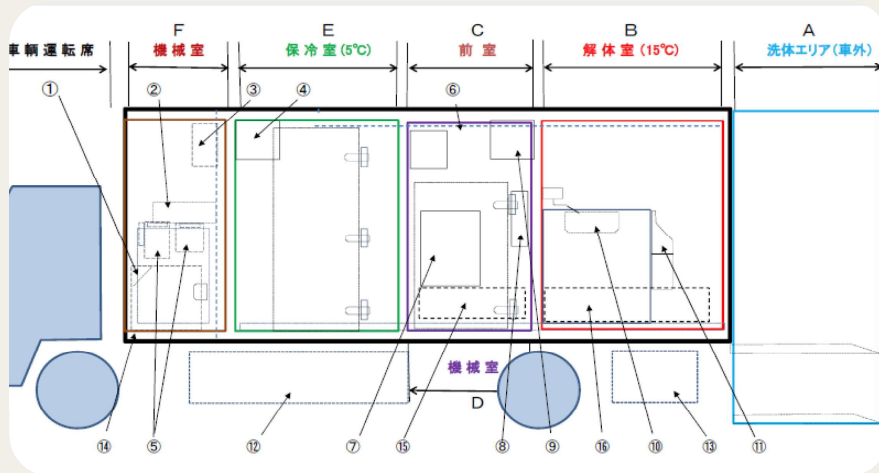 F E C B A
車輌運転席 機械室 保冷室(5℃) 前室 解体室(15℃) 洗体エリア(車外)
① ② ③ ④ ⑥
機械室
D
⑭ ⑤ ⑫ ⑦ ⑮ ⑧ ⑨ ⑯ ⑩ ⑬ ⑪